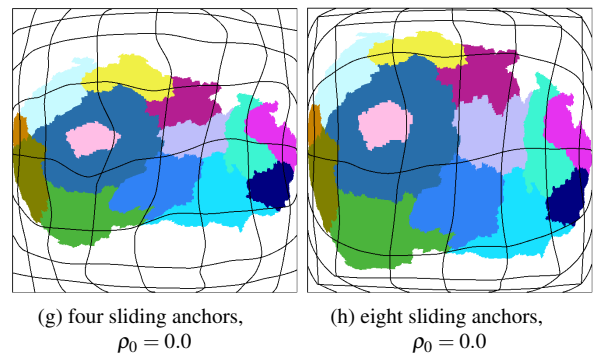 (g) four sliding anchors,
ρ₀ = 0.0
(h) eight sliding anchors,
ρ₀ = 0.0